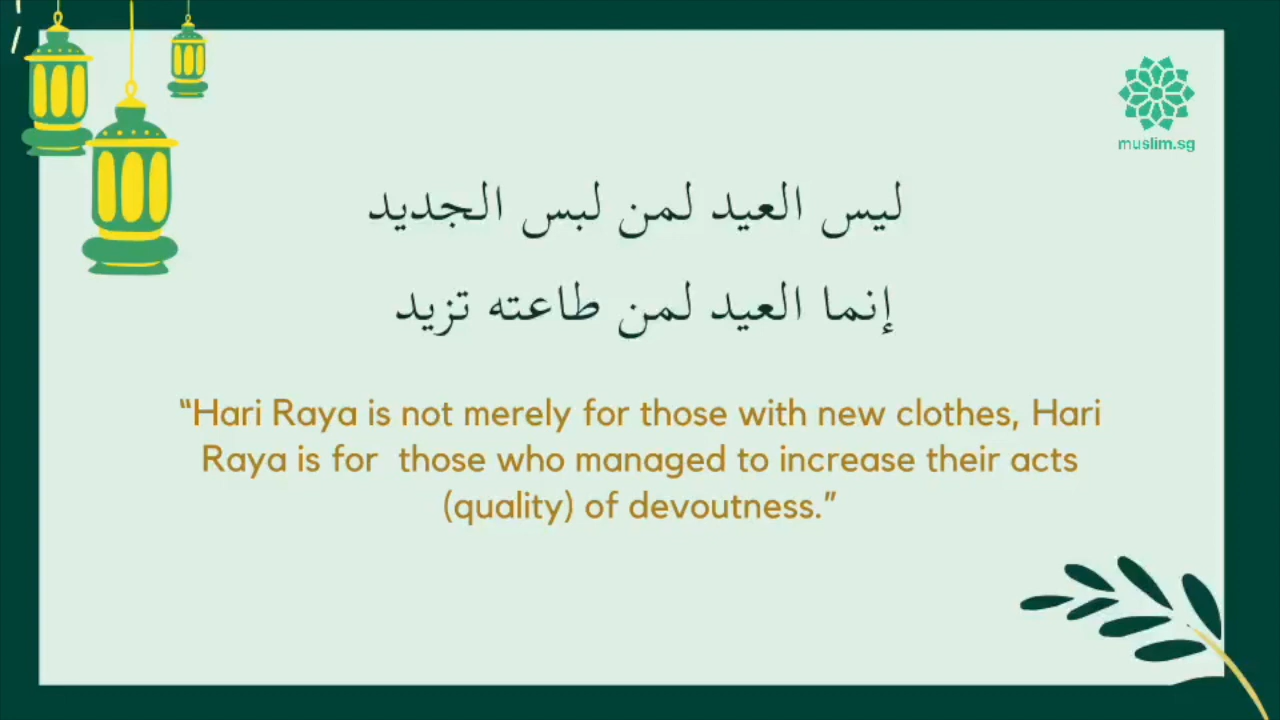 muslim.sg
ليس العيد لمن لبس الجديد
إنما العيد لمن طاعته تزيد
“Hari Raya is not merely for those with new clothes, Hari
Raya is for  those who managed to increase their acts
(quality) of devoutness.”